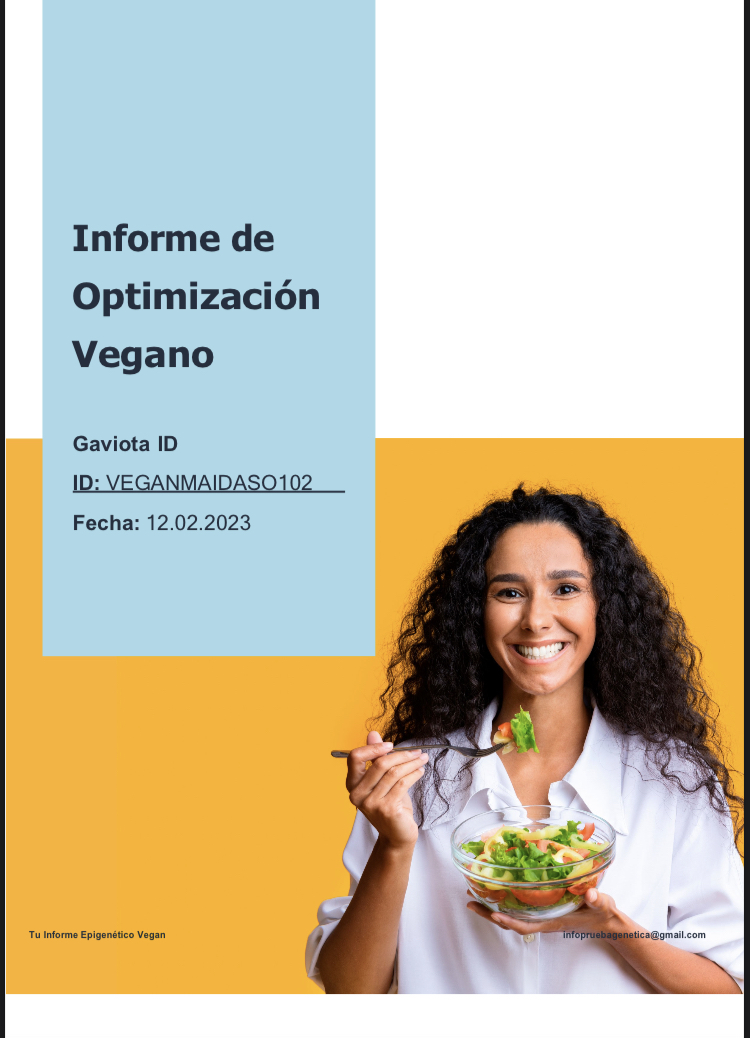 Informe de
Optimización
Vegano
Gaviota ID
ID: VEGANMAIDASO102
Fecha: 12.02.2023
Tu Informe Epigenético Vegan
infopruebagenetica@gmail.com